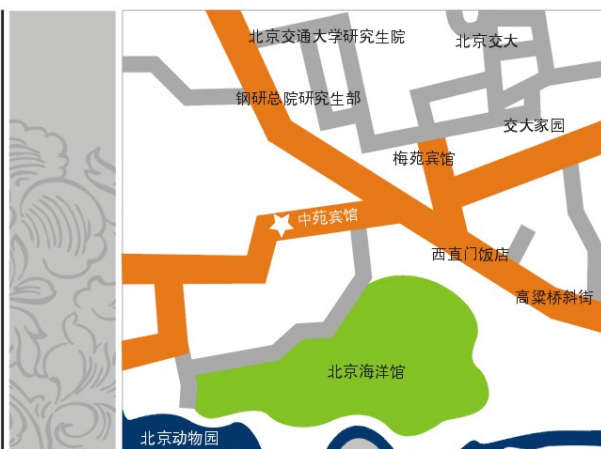 北京交通大学研究生院
北京交大
钢研总院研究生部
交大家园
梅苑宾馆
中苑宾馆
西直门饭店
高粱桥斜街
北京海洋馆
北京动物园